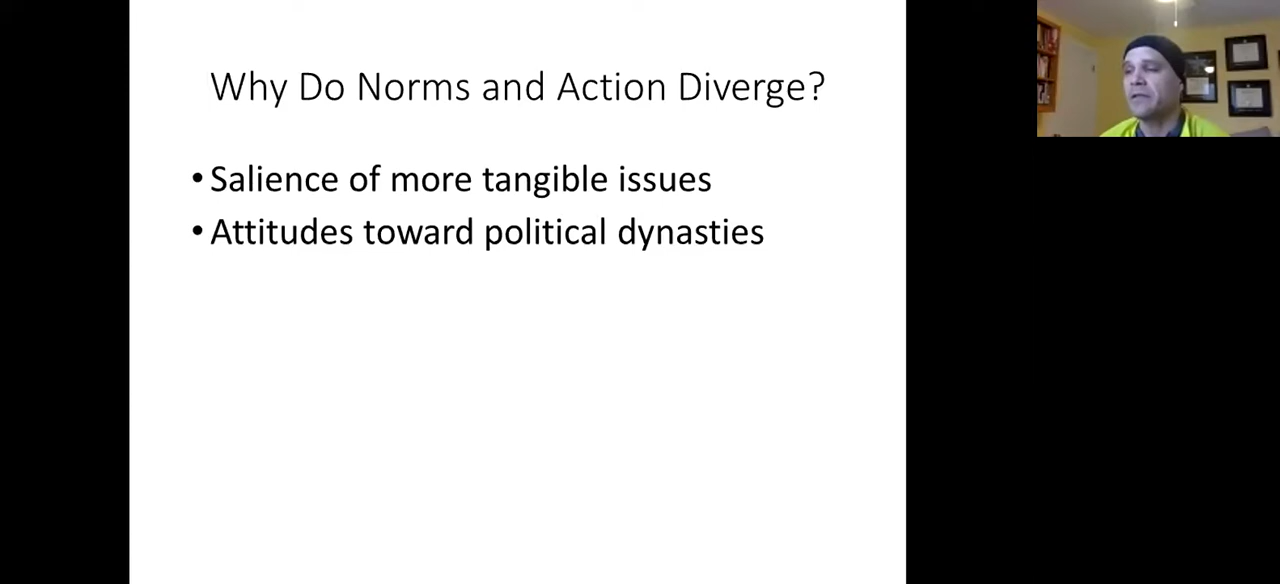 Why Do Norms and Action Diverge?
• Salience of more tangible issues
• Attitudes toward political dynasties